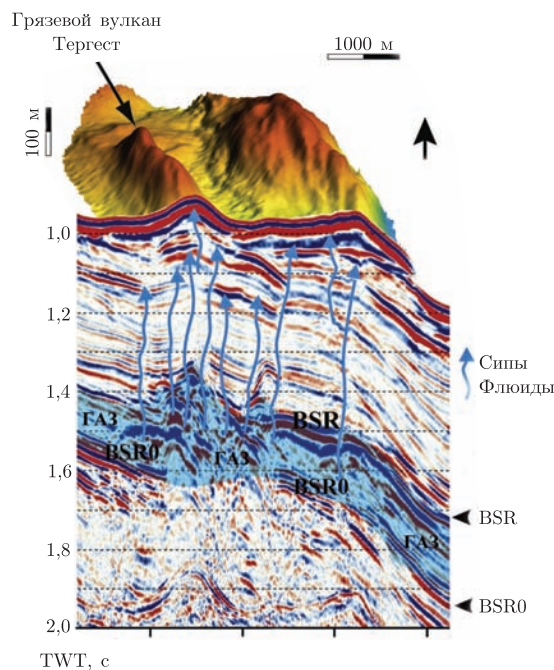 Грязевой вулкан
Тергест
1000 м
100 м
1,0
1,2
Сипы
Флюиды
1,4
ГАЗ
BSR
BSR0
ГАЗ
1,6
BSR0
BSR
ГАЗ
1,8
BSR0
2,0
TWT, с